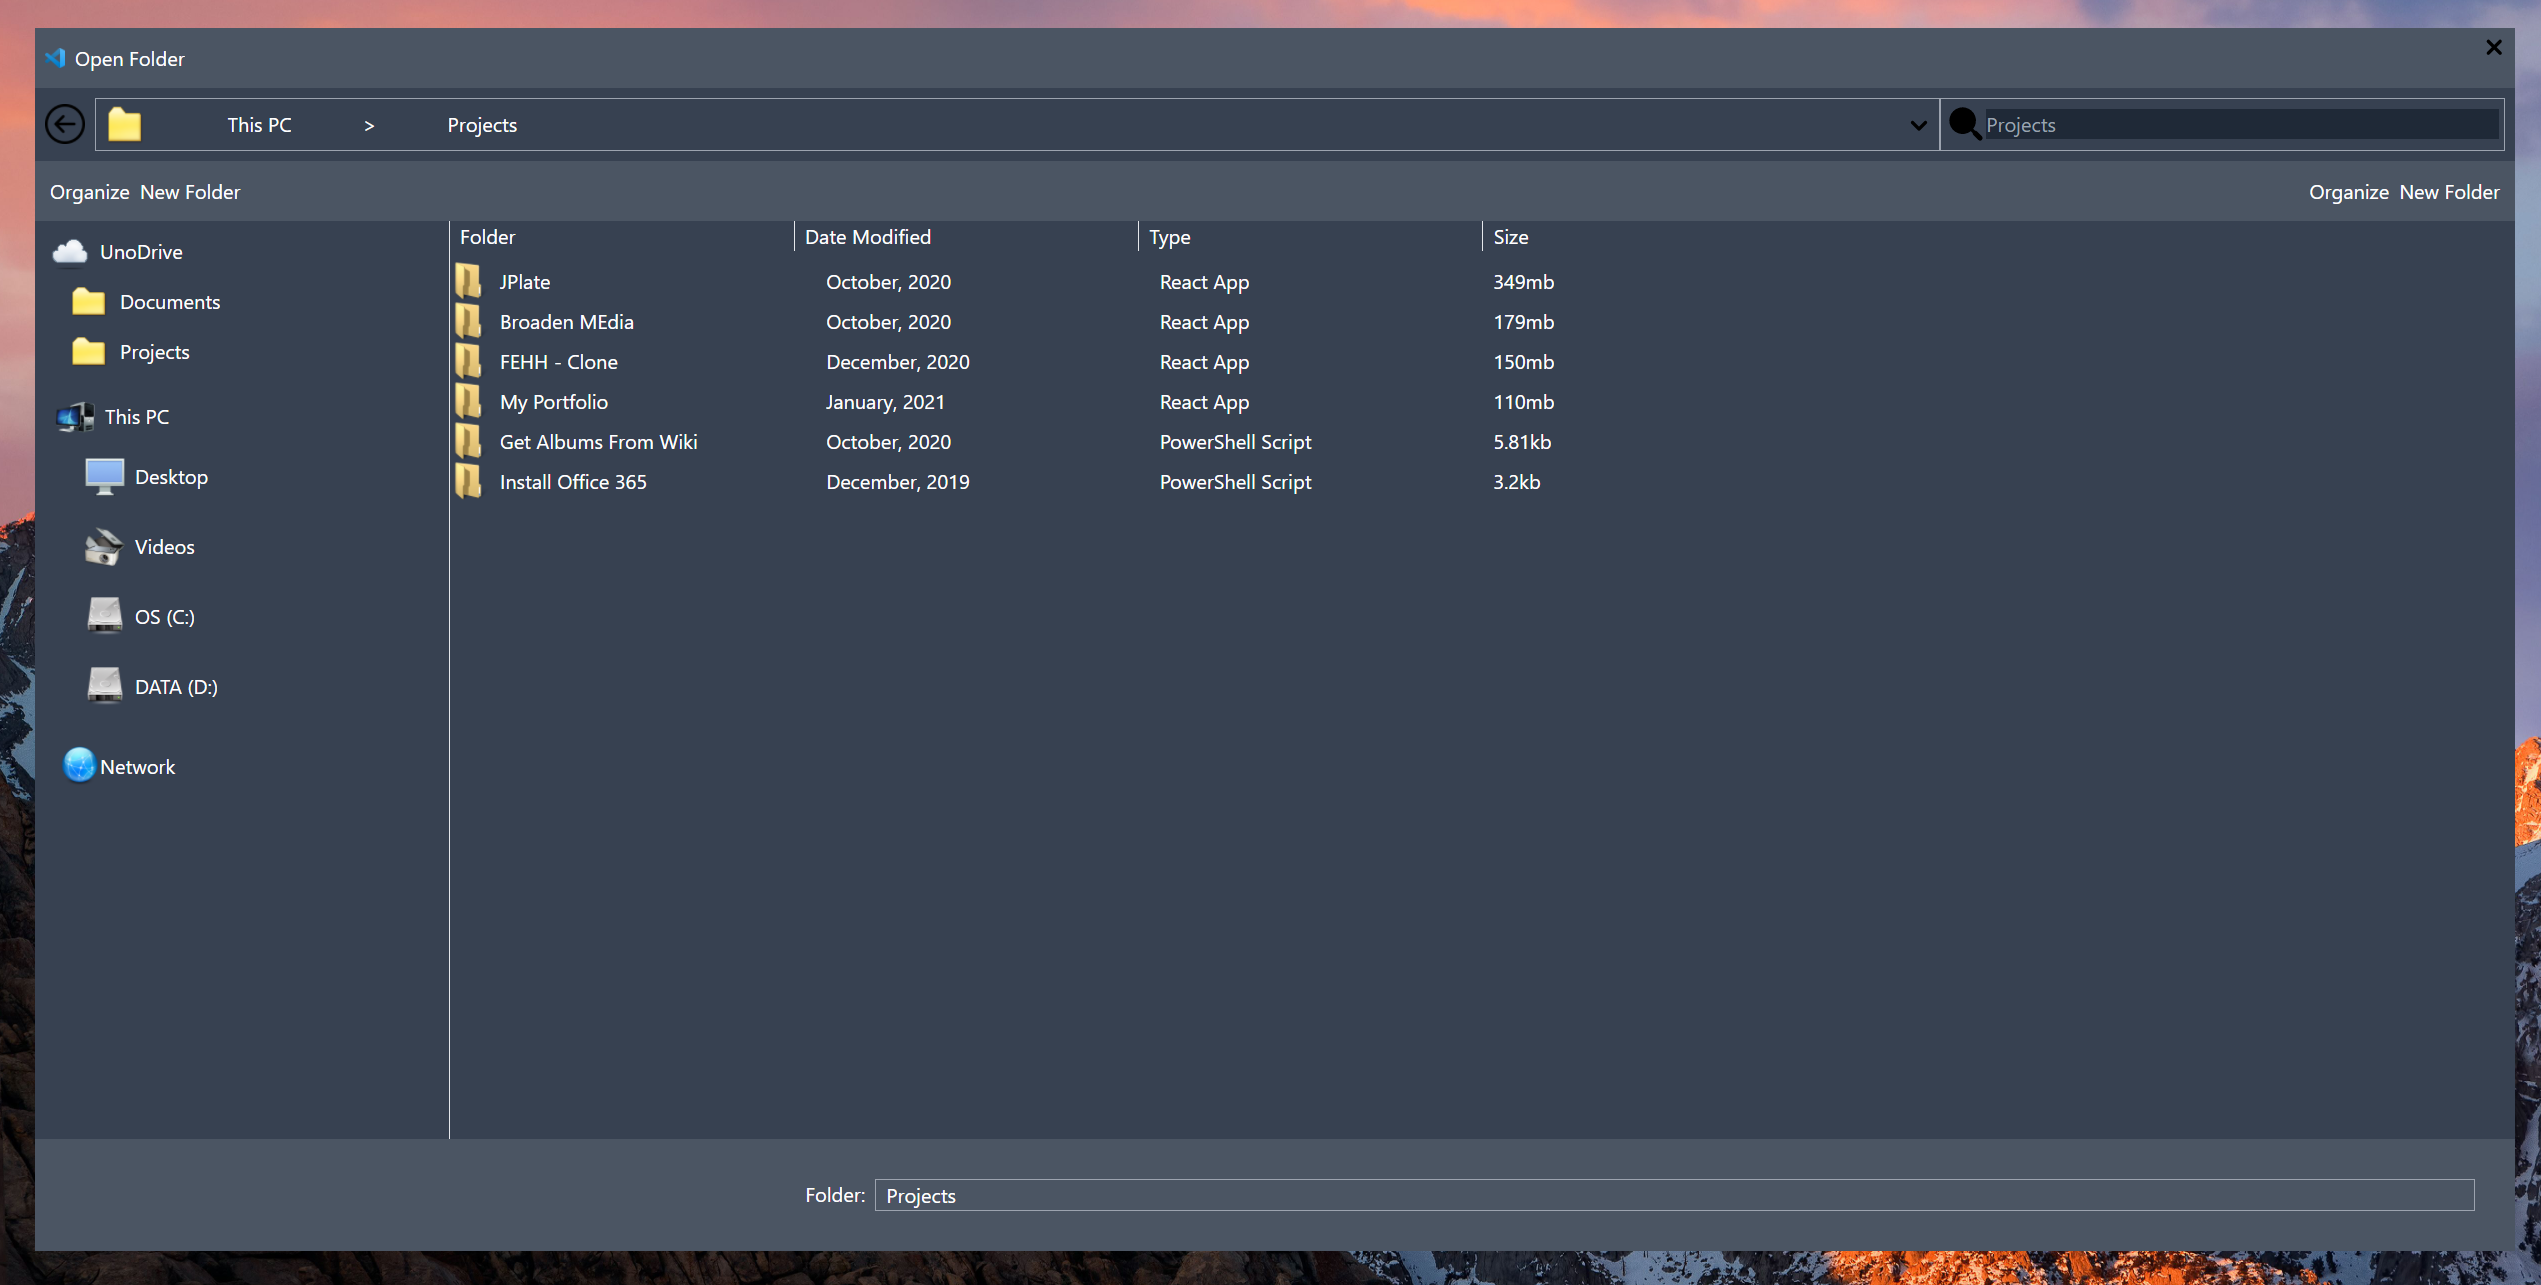 Open Folder
This PC > Projects
Projects
Organize New Folder
Organize New Folder
UnoDrive
Documents
Projects
This PC
Desktop
Videos
OS (C:)
DATA (D:)
Network
Folder Date Modified Type Size
JPlate October, 2020 React App 349mb
Broaden MEdia October, 2020 React App 179mb
FEHH - Clone December, 2020 React App 150mb
My Portfolio January, 2021 React App 110mb
Get Albums From Wiki October, 2020 PowerShell Script 5.81kb
Install Office 365 December, 2019 PowerShell Script 3.2kb
Folder: Projects